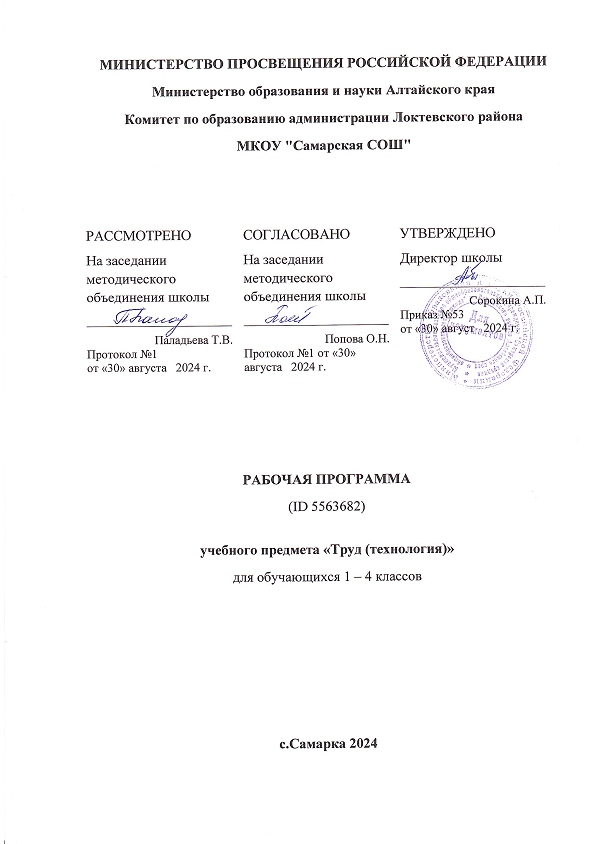 МИНИСТЕРСТВО ПРОСВЕЩЕНИЯ РОССИЙСКОЙ ФЕДЕРАЦИИ
Министерство образования и науки Алтайского края
Комитет по образованию администрации Локтевского района
МКОУ "Самарская СОШ"
РАССМОТРЕНО
На заседании
методического
объединения школы
Паладьева Т.В.
Протокол №1
от «30» августа 2024 г.
СОГЛАСОВАНО
На заседании
методического
объединения школы
Попова О.Н.
Протокол №1 от «30»
августа 2024 г.
УТВЕРЖДЕНО
Директор школы
Сорокина А.П.
Приказ №53
от «30» август 2024 г.
Для
документов
РАБОЧАЯ ПРОГРАММА
(ID 5563682)
учебного предмета «Труд (технология)»
для обучающихся 1 – 4 классов
с.Самарка 2024